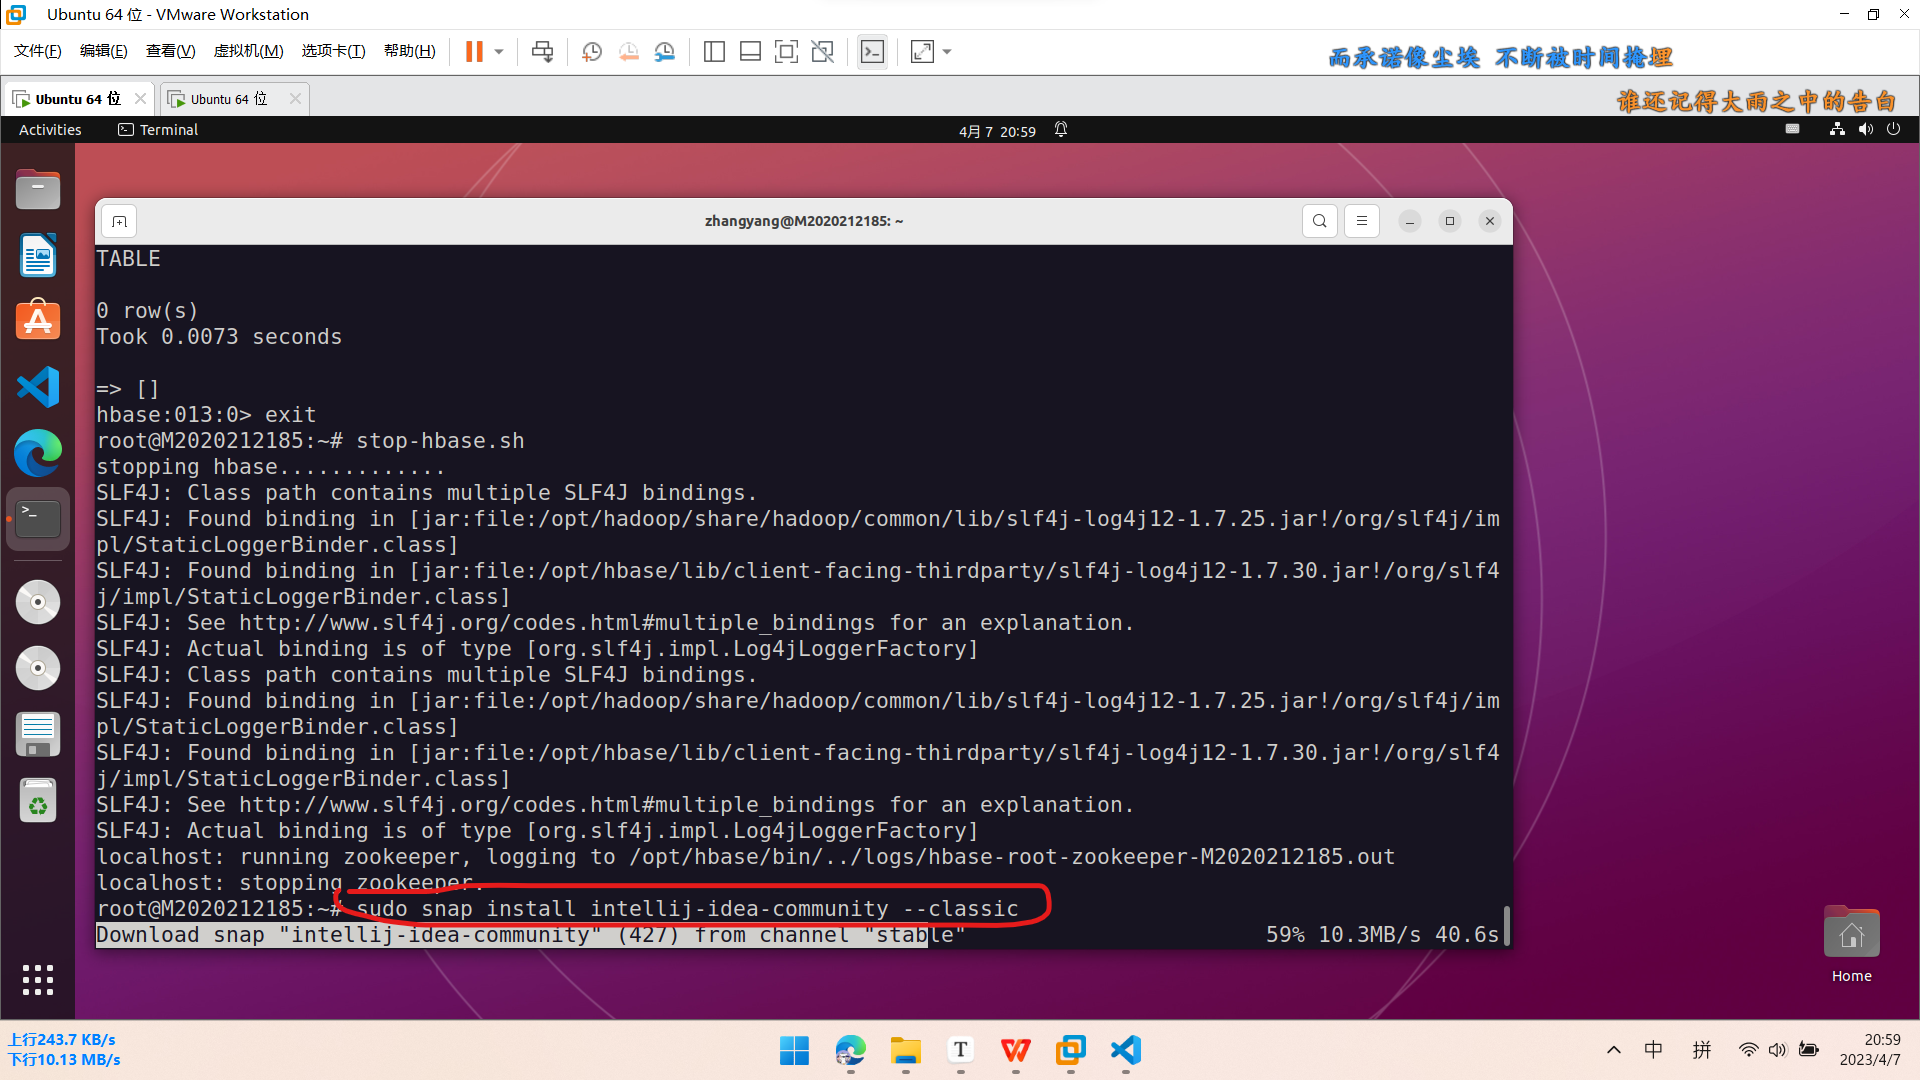 Ubuntu 64 位 - VMware Workstation
文件(F) 编辑(E) 查看(V) 虚拟机(M) 选项卡(T) 帮助(H)
而承诺像尘埃 不断被时间掩埋
谁还记得大雨之中的告白
Ubuntu 64 位
Ubuntu 64 位
Activities
Terminal
4月 7 20:59
zhangyang@M2020212185: ~
TABLE
0 row(s)
Took 0.0073 seconds
=> []
hbase:013:0> exit
root@M2020212185:~# stop-hbase.sh
stopping hbase.............
SLF4J: Class path contains multiple SLF4J bindings.
SLF4J: Found binding in [jar:file:/opt/hadoop/share/hadoop/common/lib/slf4j-log4j12-1.7.25.jar!/org/slf4j/im
pl/StaticLoggerBinder.class]
SLF4J: Found binding in [jar:file:/opt/hbase/lib/client-facing-thirdparty/slf4j-log4j12-1.7.30.jar!/org/slf4
j/impl/StaticLoggerBinder.class]
SLF4J: See http://www.slf4j.org/codes.html#multiple_bindings for an explanation.
SLF4J: Actual binding is of type [org.slf4j.impl.Log4jLoggerFactory]
SLF4J: Class path contains multiple SLF4J bindings.
SLF4J: Found binding in [jar:file:/opt/hadoop/share/hadoop/common/lib/slf4j-log4j12-1.7.25.jar!/org/slf4j/im
pl/StaticLoggerBinder.class]
SLF4J: Found binding in [jar:file:/opt/hbase/lib/client-facing-thirdparty/slf4j-log4j12-1.7.30.jar!/org/slf4
j/impl/StaticLoggerBinder.class]
SLF4J: See http://www.slf4j.org/codes.html#multiple_bindings for an explanation.
SLF4J: Actual binding is of type [org.slf4j.impl.Log4jLoggerFactory]
localhost: running zookeeper, logging to /opt/hbase/bin/../logs/hbase-root-zookeeper-M2020212185.out
localhost: stopping zookeeper.
root@M2020212185:~# sudo snap install intellij-idea-community --classic
Download snap "intellij-idea-community" (427) from channel "stable" 59% 10.3MB/s 40.6s
Home
上行243.7 KB/s
下行10.13 MB/s
中
拼
20:59
2023/4/7